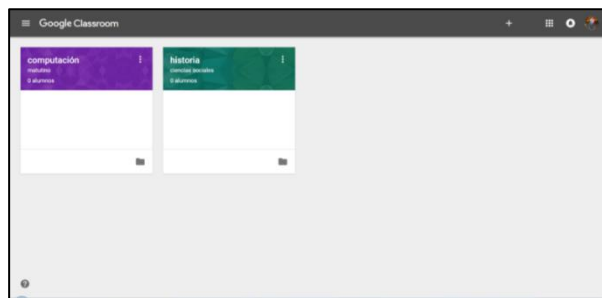 Google Classroom
computación
matutino
0 alumnos
historia
ciencias sociales
0 alumnos